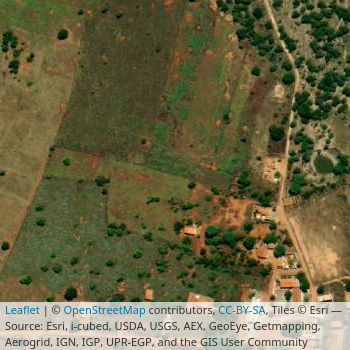 Leaflet | © OpenStreetMap contributors, CC-BY-SA, Tiles © Esri —
Source: Esri, i-cubed, USDA, USGS, AEX, GeoEye, Getmapping,
Aerogrid, IGN, IGP, UPR-EGP, and the GIS User Community